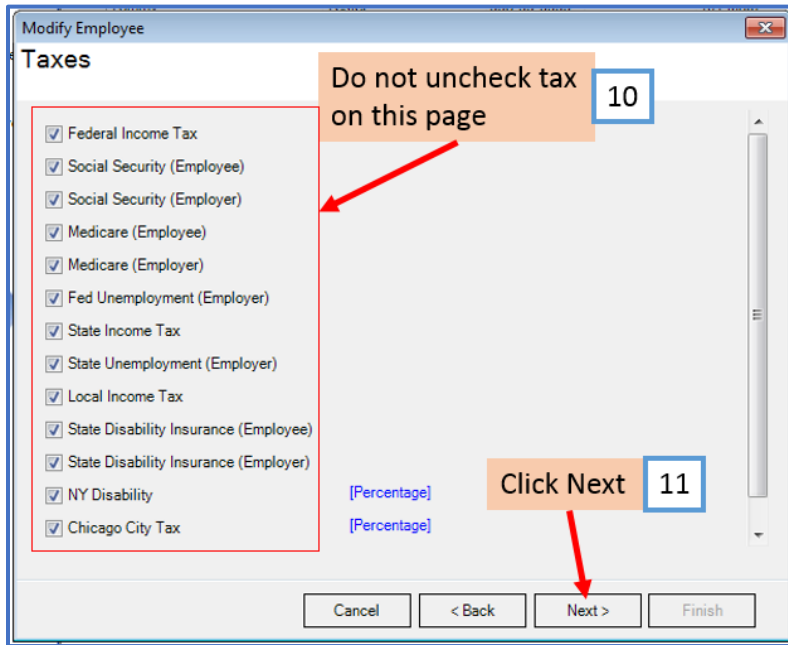 Modify Employee
Taxes
Do not uncheck tax
on this page
10
Federal Income Tax
Social Security (Employee)
Social Security (Employer)
Medicare (Employee)
Medicare (Employer)
Fed Unemployment (Employer)
State Income Tax
State Unemployment (Employer)
Local Income Tax
State Disability Insurance (Employee)
State Disability Insurance (Employer)
NY Disability [Percentage]
Chicago City Tax [Percentage]
Click Next 11
Cancel < Back Next > Finish